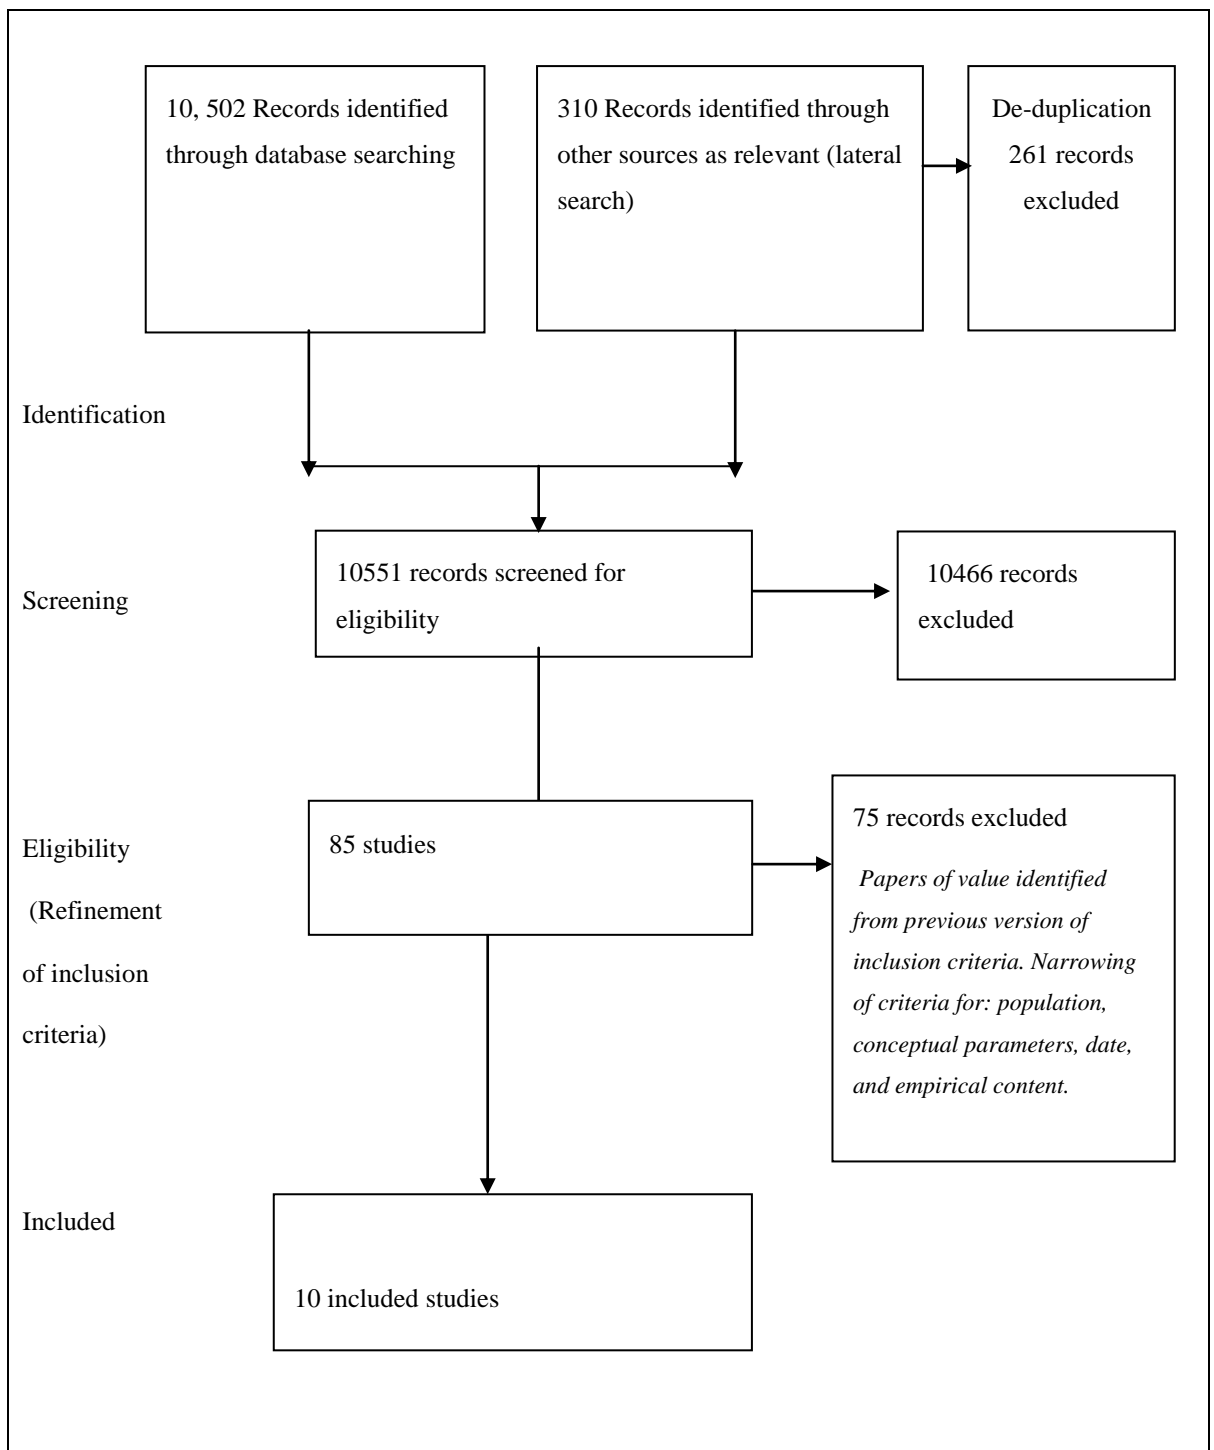 10, 502 Records identified
through database searching
310 Records identified through
other sources as relevant (lateral
search)
De-duplication
261 records
excluded
Identification
Screening
10551 records screened for
eligibility
10466 records
excluded
Eligibility
(Refinement
of inclusion
criteria)
85 studies
75 records excluded
Papers of value identified
from previous version of
inclusion criteria. Narrowing
of criteria for: population,
conceptual parameters, date,
and empirical content.
Included
10 included studies